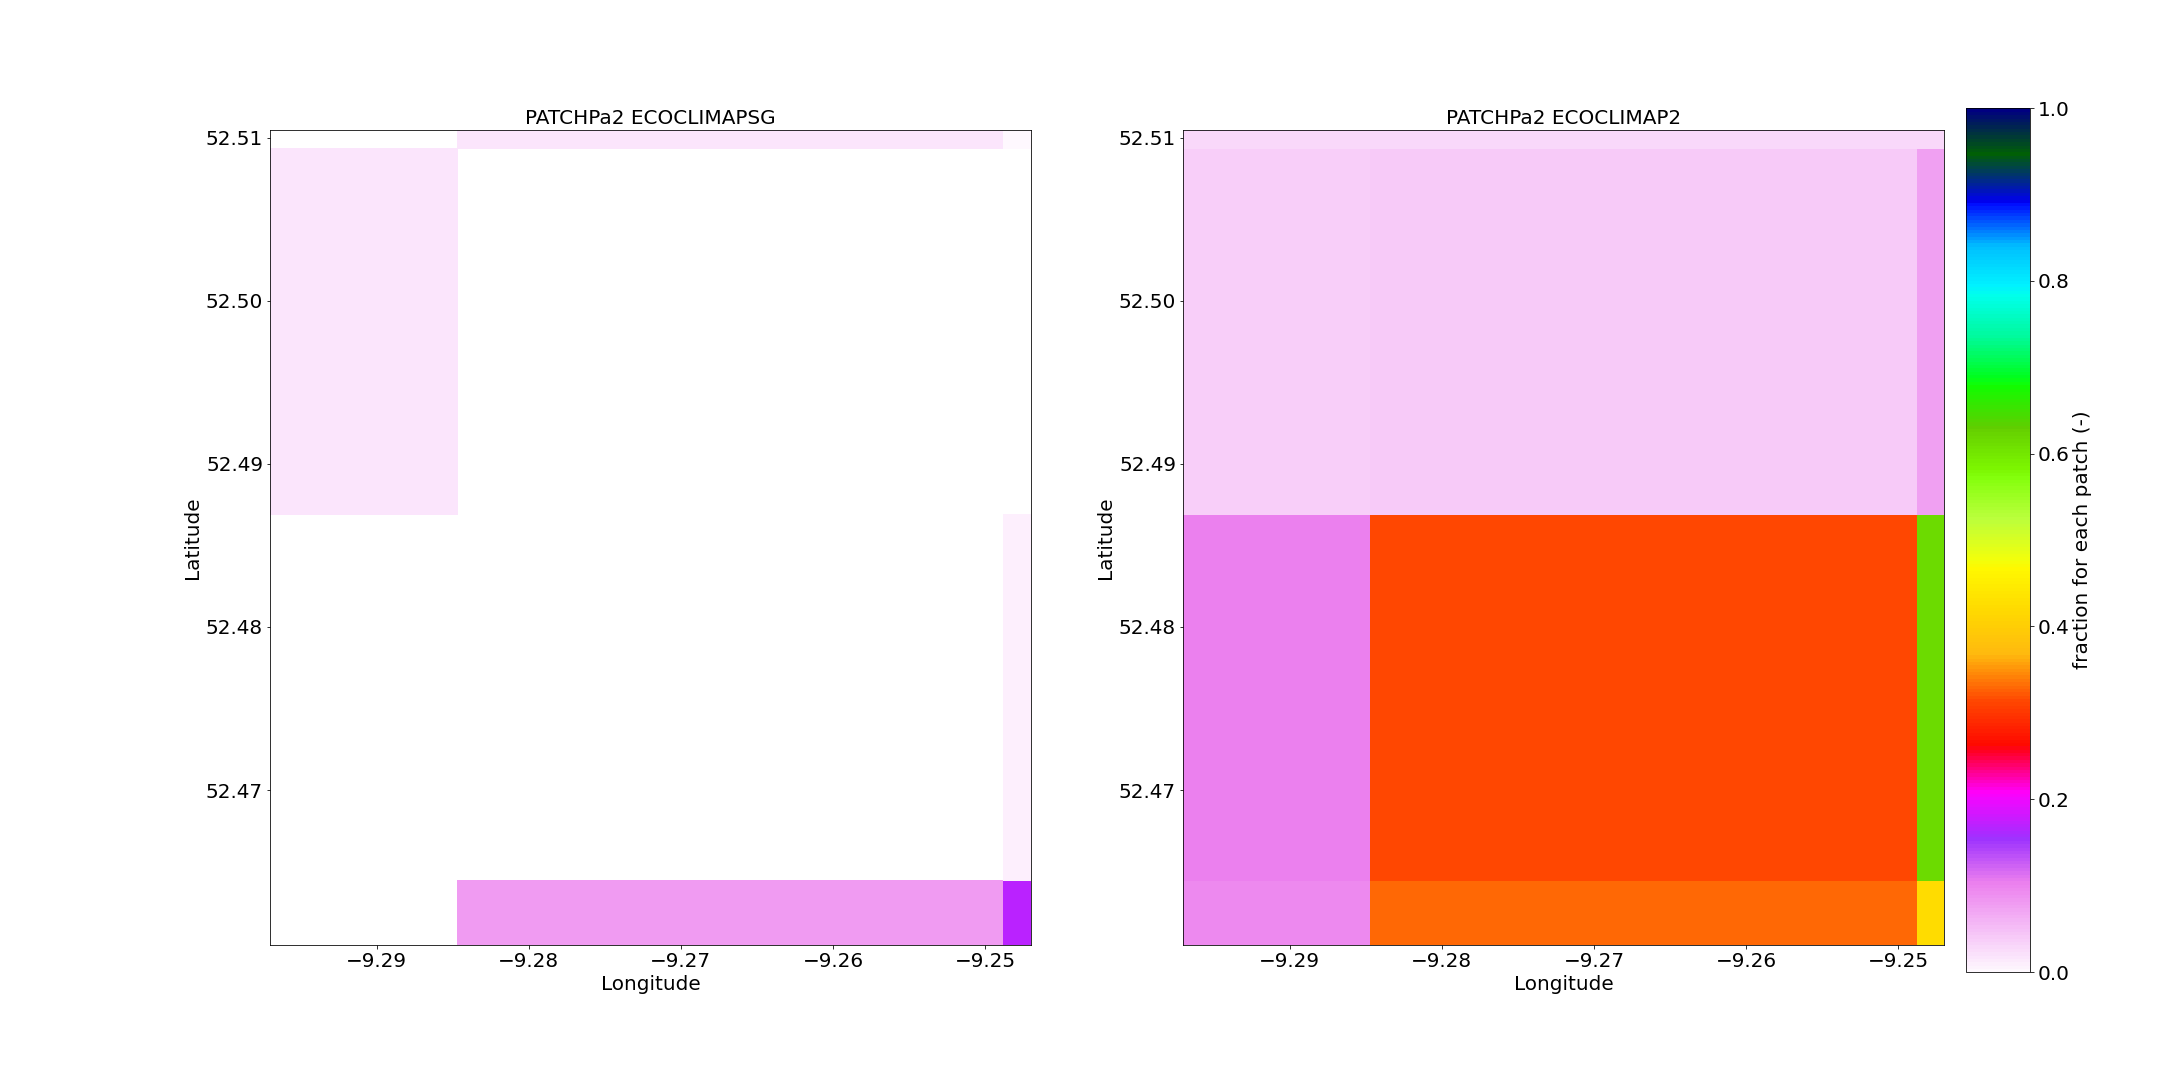 PATCHPa2 ECOCLIMAPSG
52.51
52.50
52.49
52.48
52.47
Latitude
−9.29 −9.28 −9.27 −9.26 −9.25
Longitude
PATCHPa2 ECOCLIMAP2
52.51
52.50
52.49
52.48
52.47
Latitude
−9.29 −9.28 −9.27 −9.26 −9.25
Longitude
1.0
0.8
0.6
0.4
0.2
0.0
fraction for each patch (-)